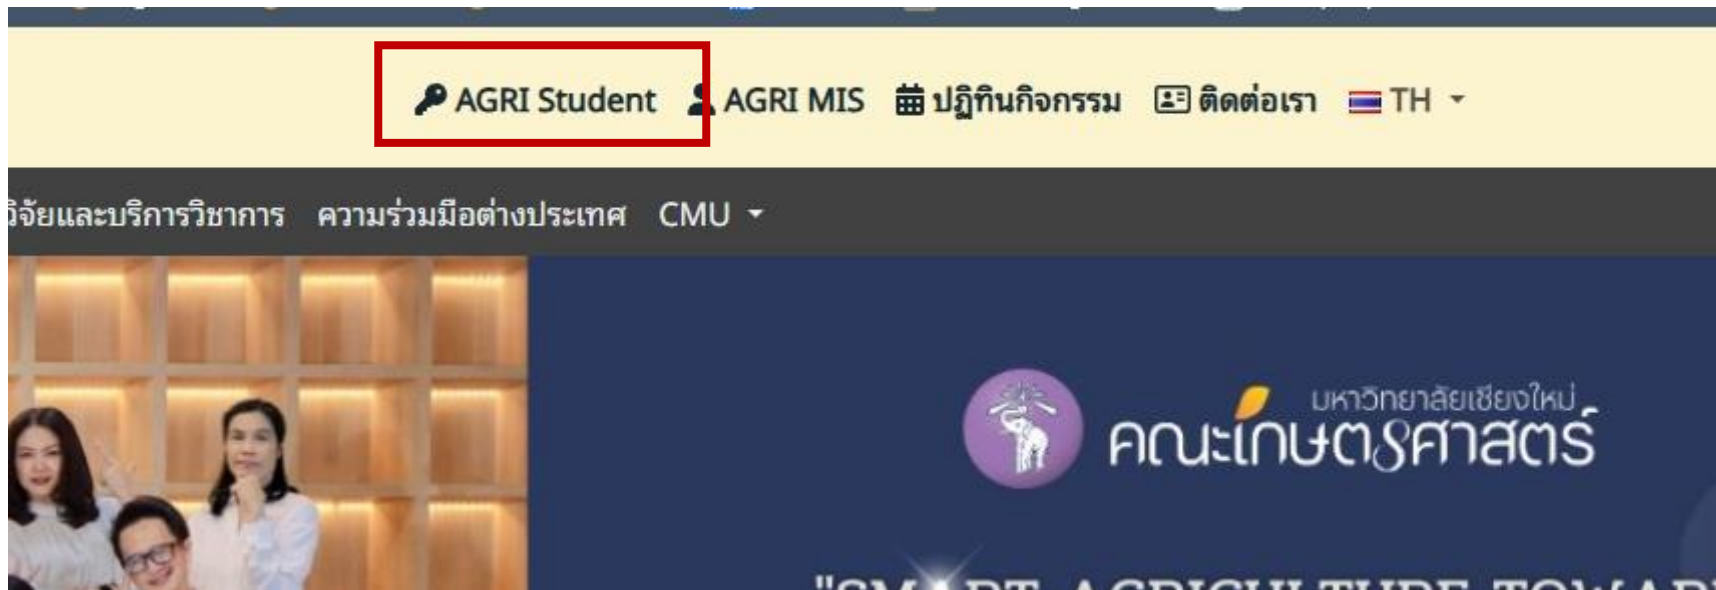 AGRI Student AGRI MIS ปฏิทินกิจกรรม ติดต่อเรา TH
วิจัยและบริการวิชาการ ความร่วมมือต่างประเทศ CMU
มหาวิทยาลัยเชียงใหม่
คณะเกษตรศาสตร์
"SMART AGRICULTURE